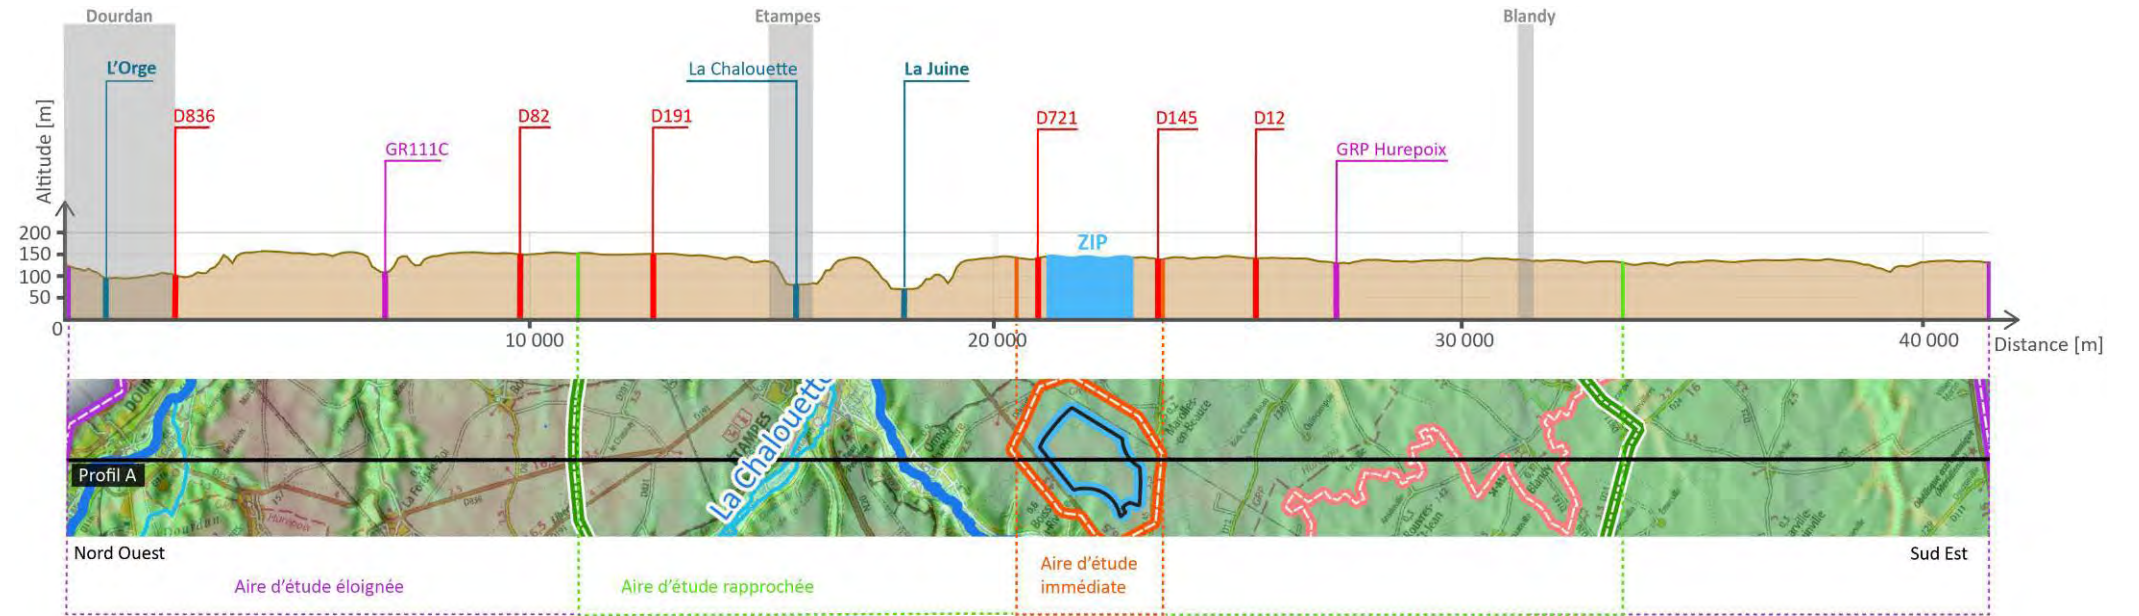 Dourdan
Etampes
Blandy
L'Orge
La Chalouette
La Juine
D836
D82
D191
D721
D145
D12
GR111C
GRP Hurepoix
Altitude [m]
ZIP
200
150
100
50
0
10 000
20 000
30 000
40 000
Distance [m]
La Chalouette
Profil A
Nord Ouest
Sud Est
Aire d'étude éloignée
Aire d'étude rapprochée
Aire d'étude
immédiate